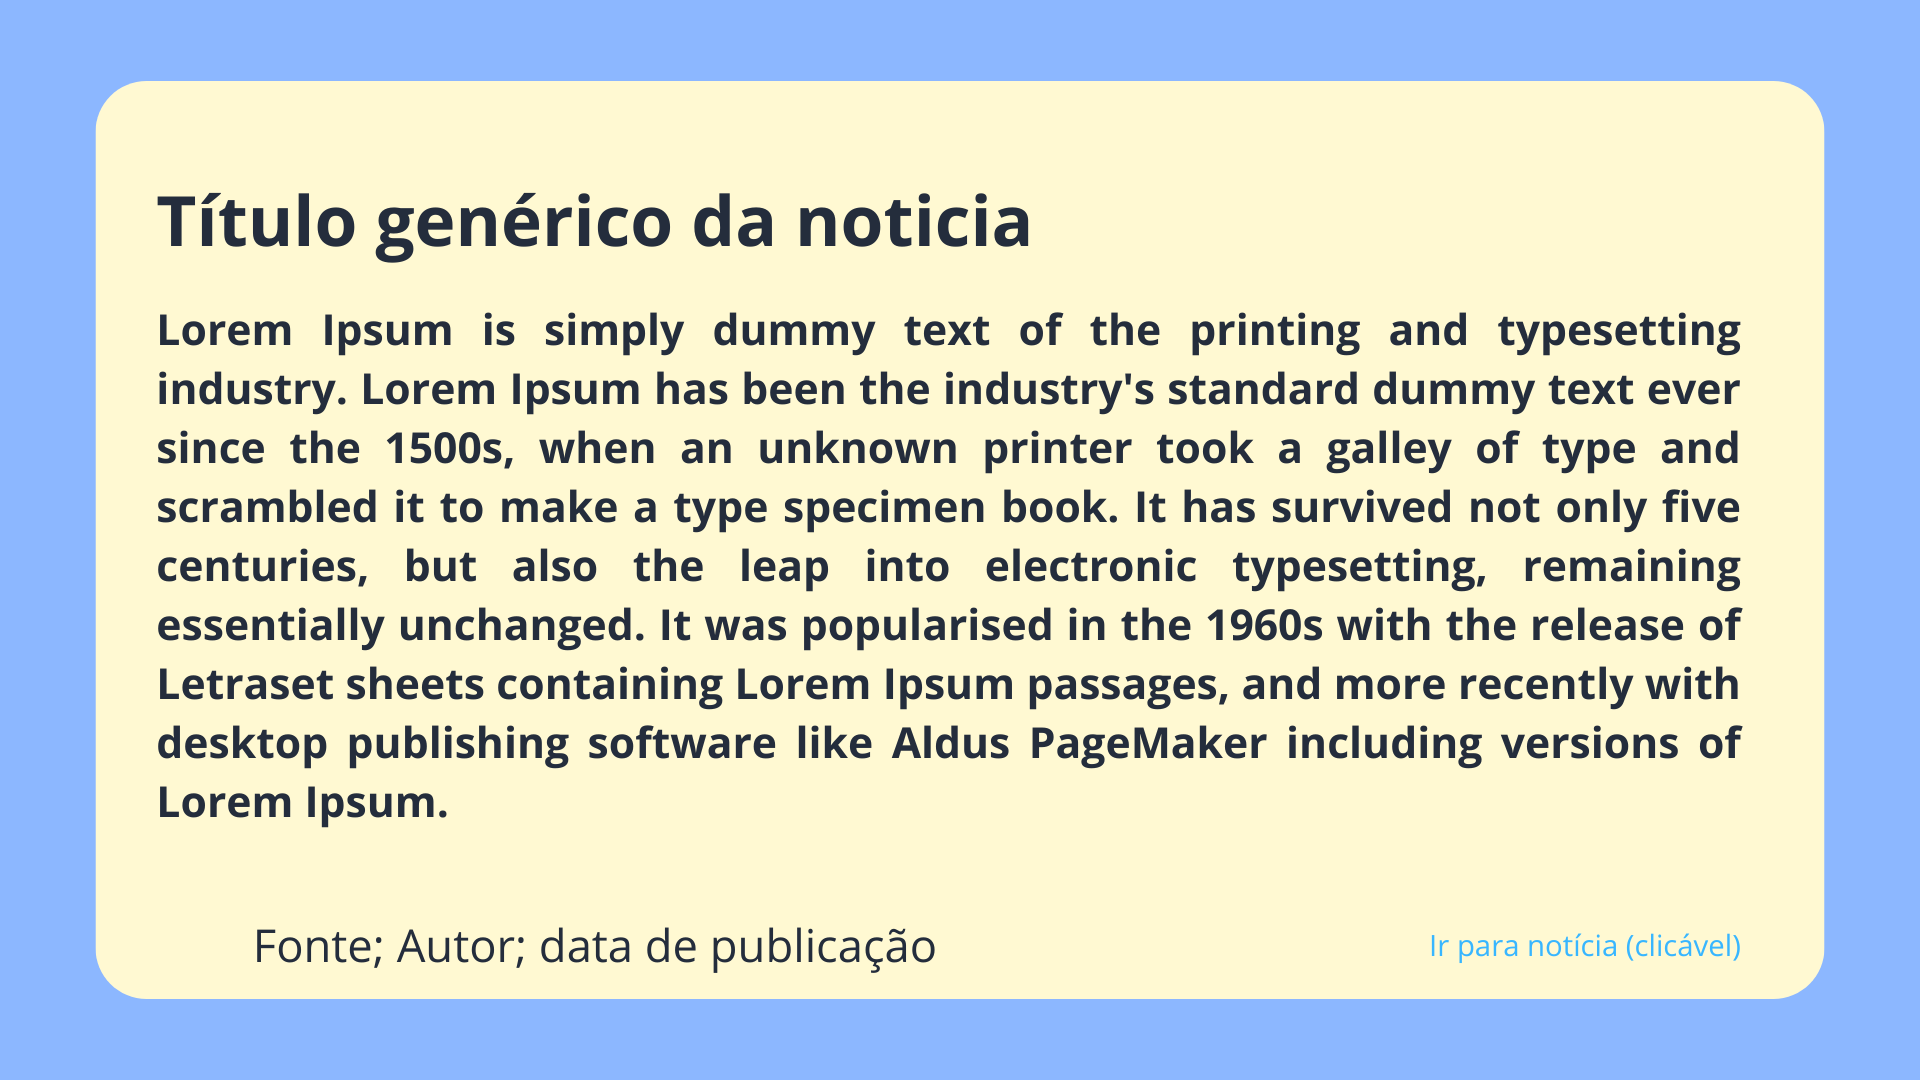 Título genérico da noticia
Lorem Ipsum is simply dummy text of the printing and typesetting
industry. Lorem Ipsum has been the industry's standard dummy text ever
since the 1500s, when an unknown printer took a galley of type and
scrambled it to make a type specimen book. It has survived not only five
centuries, but also the leap into electronic typesetting, remaining
essentially unchanged. It was popularised in the 1960s with the release of
Letraset sheets containing Lorem Ipsum passages, and more recently with
desktop publishing software like Aldus PageMaker including versions of
Lorem Ipsum.
Fonte; Autor; data de publicação
Ir para notícia (clicável)